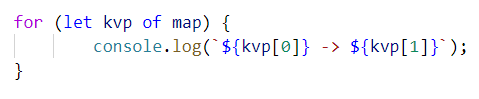 for (let kvp of map) {
        console.log(`${kvp[0]} -> ${kvp[1]}`);
}